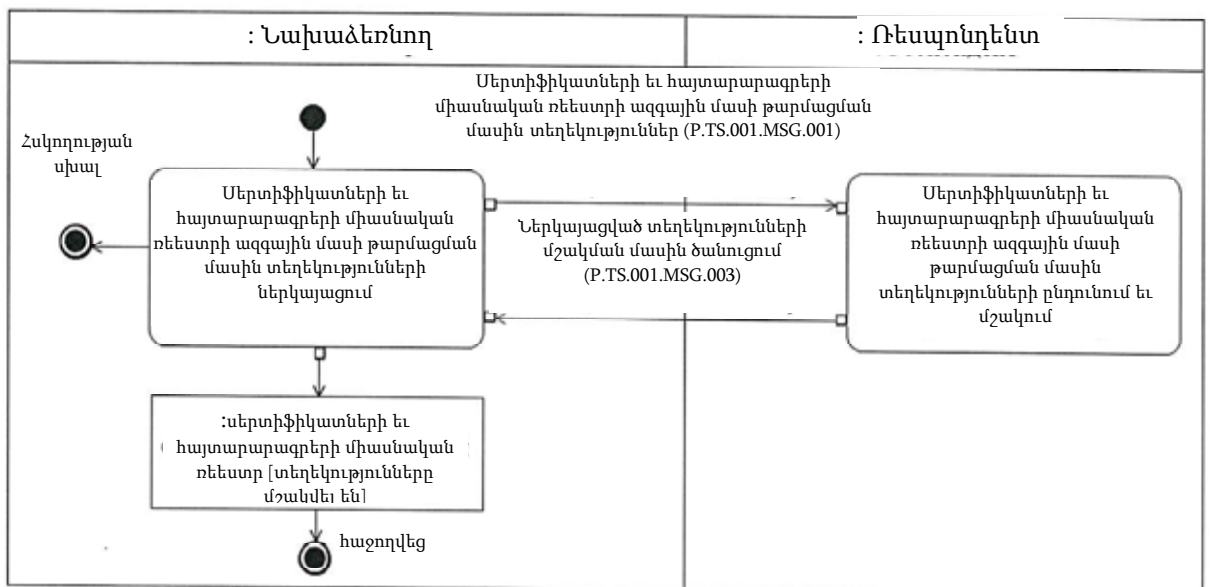 : Նախաձեռնող
: Ռեսպոնդենտ
Սերտիֆիկատների եւ հայտարարագրերի
միասնական ռեեստրի ազգային մասի թարմացման
մասին տեղեկություններ (P.TS.001.MSG.001)
Հսկողության
սխալ
Սերտիֆիկատների եւ
հայտարարագրերի միասնական
ռեեստրի ազգային մասի թարմացման
մասին տեղեկությունների
ներկայացում
Ներկայացված տեղեկությունների
մշակման մասին ծանուցում
(P.TS.001.MSG.003)
Սերտիֆիկատների եւ
հայտարարագրերի միասնական
ռեեստրի ազգային մասի
թարմացման մասին
տեղեկությունների ընդունում եւ
մշակում
:սերտիֆիկատների եւ
հայտարարագրերի միասնական
ռեեստր [տեղեկությունները
մշակվել են]
հաջողվեց